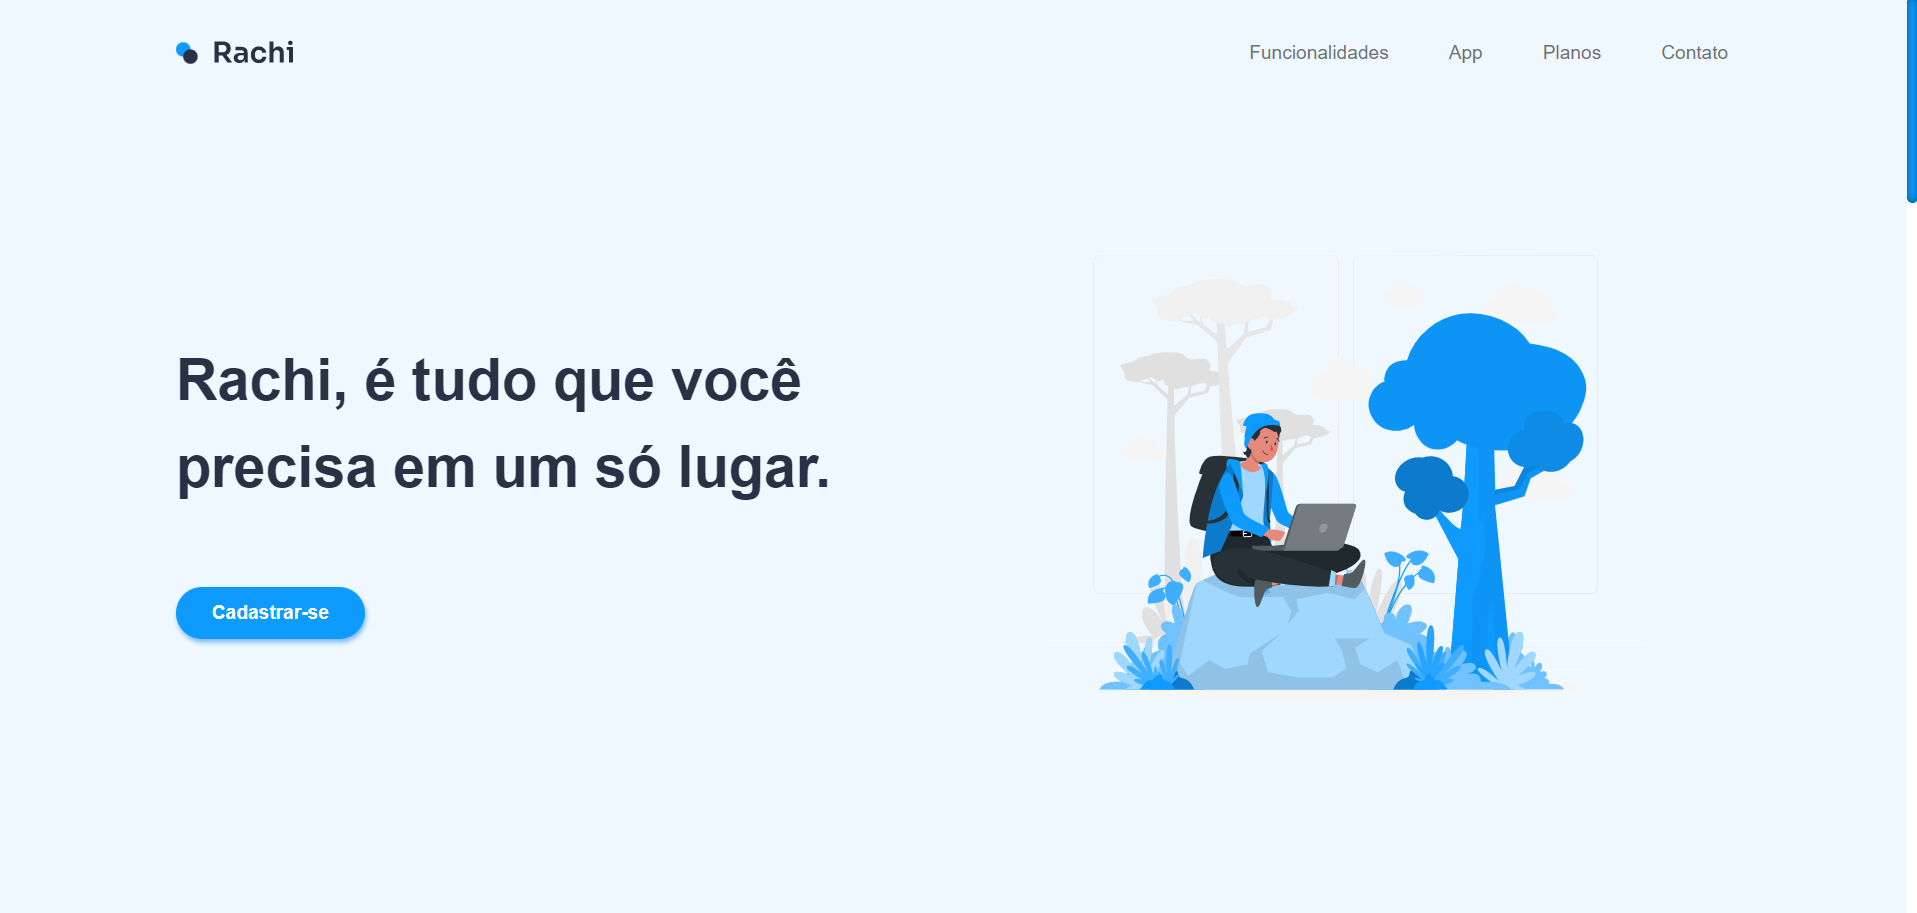 Rachi
Funcionalidades
App
Planos
Contato
Rachi, é tudo que você
precisa em um só lugar.
Cadastrar-se